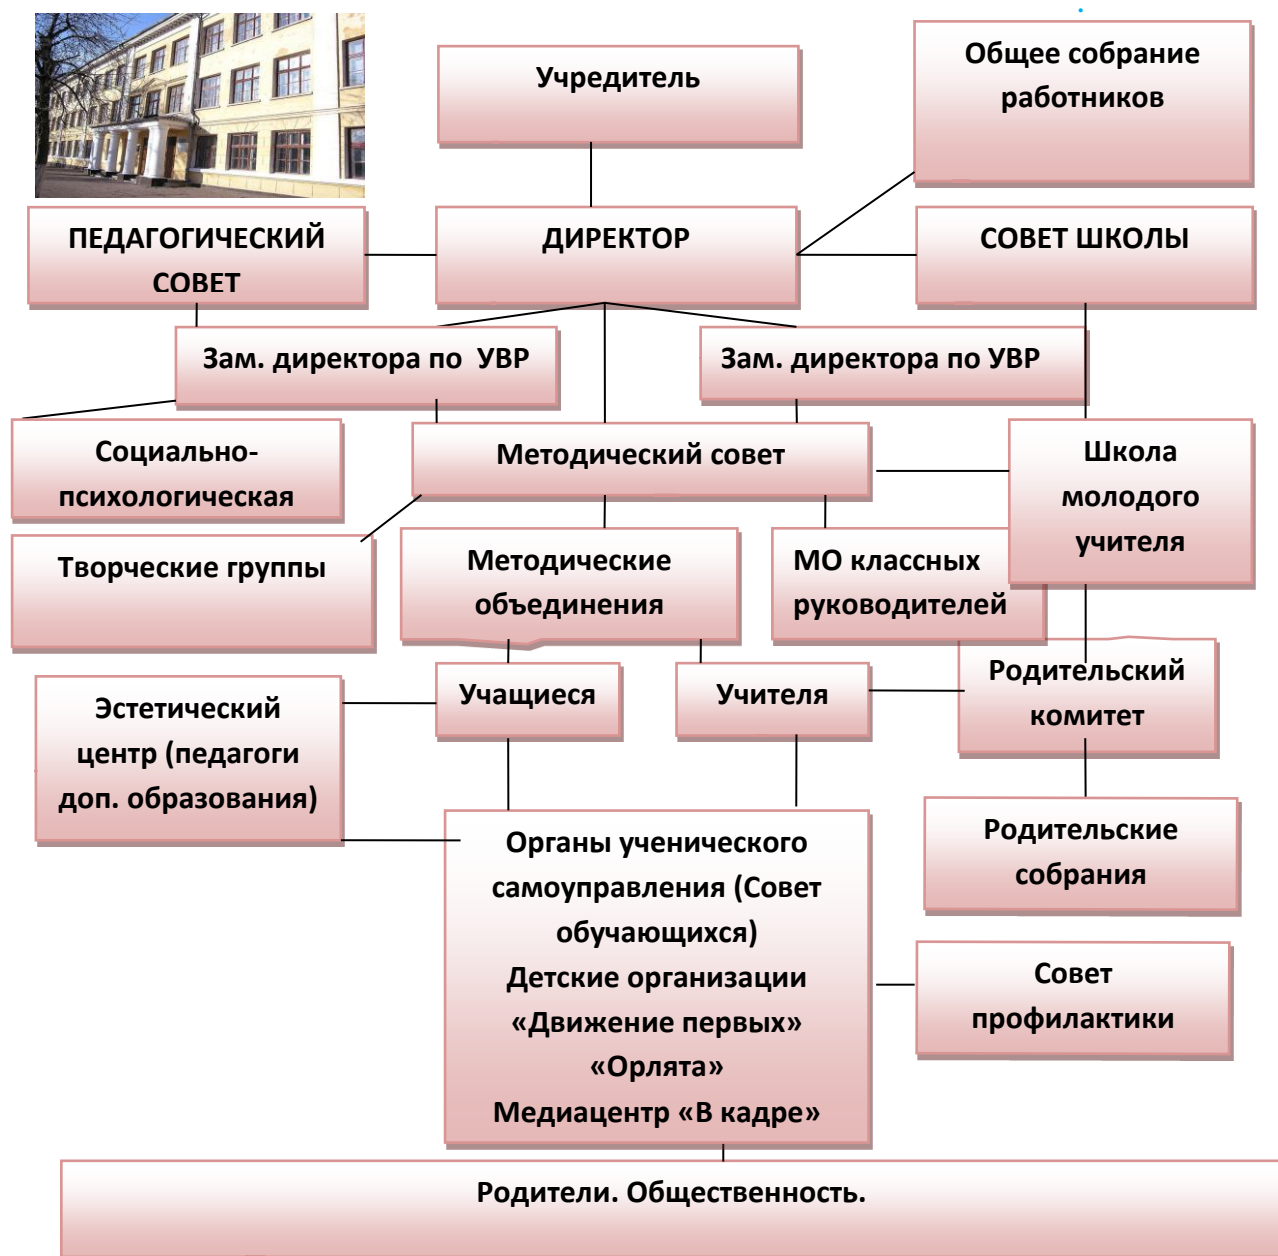 Учредитель
Общее собрание
работников
ПЕДАГОГИЧЕСКИЙ
СОВЕТ
ДИРЕКТОР
СОВЕТ ШКОЛЫ
Зам. директора по УВР
Зам. директора по УВР
Социально-
психологическая
Методический совет
Школа
молодого
учителя
Творческие группы
Методические
объединения
МО классных
руководителей
Эстетический
центр (педагоги
доп. образования)
Учащиеся
Учителя
Родительский
комитет
Родительские
собрания
Органы ученического
самоуправления (Совет
обучающихся)
Детские организации
«Движение первых»
«Орлята»
Медиацентр «В кадре»
Совет
профилактики
Родители. Общественность.